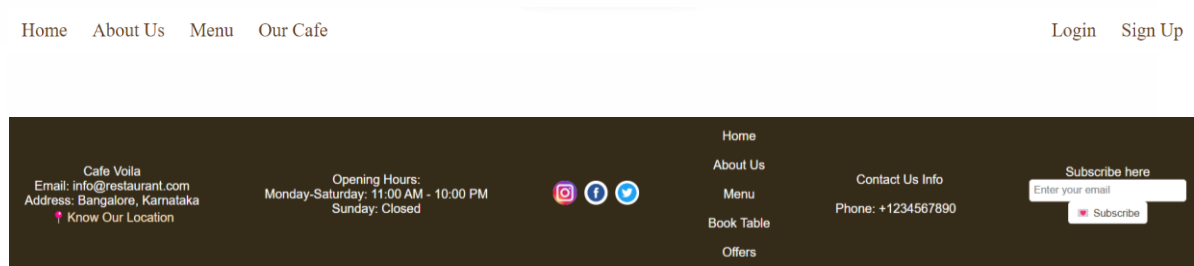 Home About Us Menu Our Cafe Login Sign Up
Cafe Voila
Email: info@restaurant.com
Address: Bangalore, Karnataka
📍 Know Our Location
Opening Hours:
Monday-Saturday: 11:00 AM - 10:00 PM
Sunday: Closed
Home
About Us
Menu
Book Table
Offers
Contact Us Info
Phone: +1234567890
Subscribe here
Enter your email
💌 Subscribe